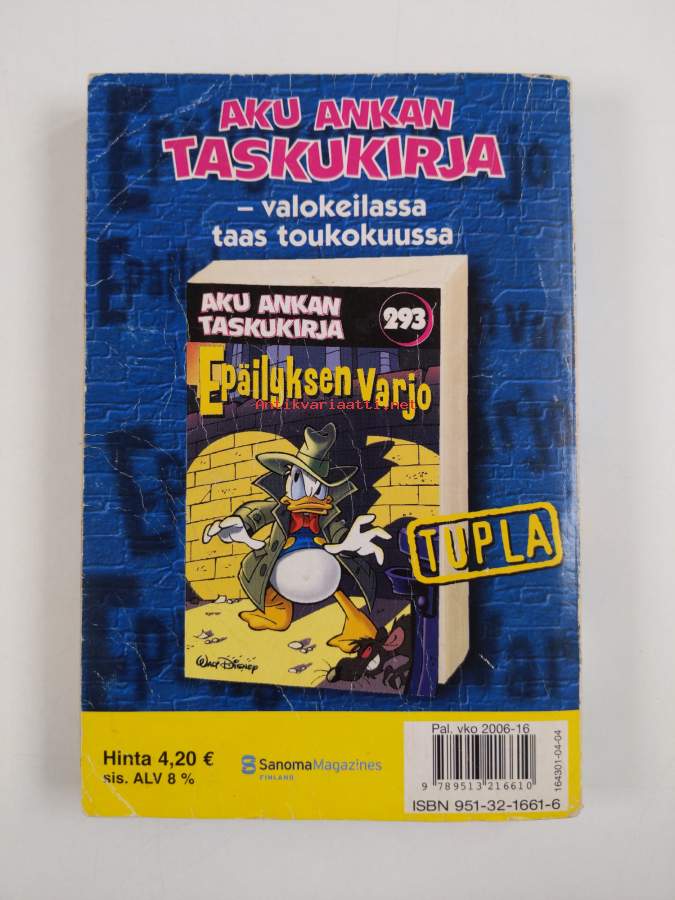 AKU ANKAN
TASKUKIRJA
– valokeilassa
taas toukokuussa
AKU ANKAN
TASKUKIRJA
293
Epäilyksen Varjo
Antikvariaatti.net
TUPLA
WALT DISNEY
Hinta 4,20 €
sis. ALV 8 %
SanomaMagazines
FINLAND
Pal. vko 2006-16
9 789513 216610
ISBN 951-32-1661-6
164301-04-04